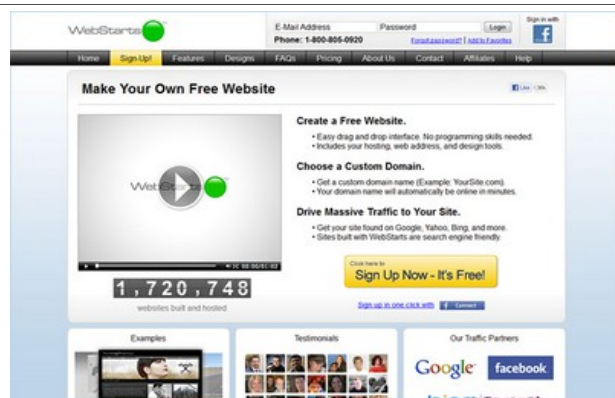 WebStarts
E-Mail Address Password Login
Phone: 1-800-805-0920
Forgot password? | Add to Favorites
Sign in with
f
Home Sign Up! Features Designs FAQs Pricing About Us Contact Affiliates Help
Make Your Own Free Website
Like
WebStarts
1,720,748
websites built and hosted
Create a Free Website.
• Easy drag and drop interface. No programming skills needed.
• Includes your hosting, web address, and design tools.
Choose a Custom Domain.
• Get a custom domain name (Example: YourSite.com).
• Your domain name will automatically be online in minutes.
Drive Massive Traffic to Your Site.
• Get your site found on Google, Yahoo, Bing, and more.
• Sites built with WebStarts are search engine friendly.
Click here to
Sign Up Now - It's Free!
Sign up in one click with f Connect
Examples
Testimonials
Our Traffic Partners
Google facebook